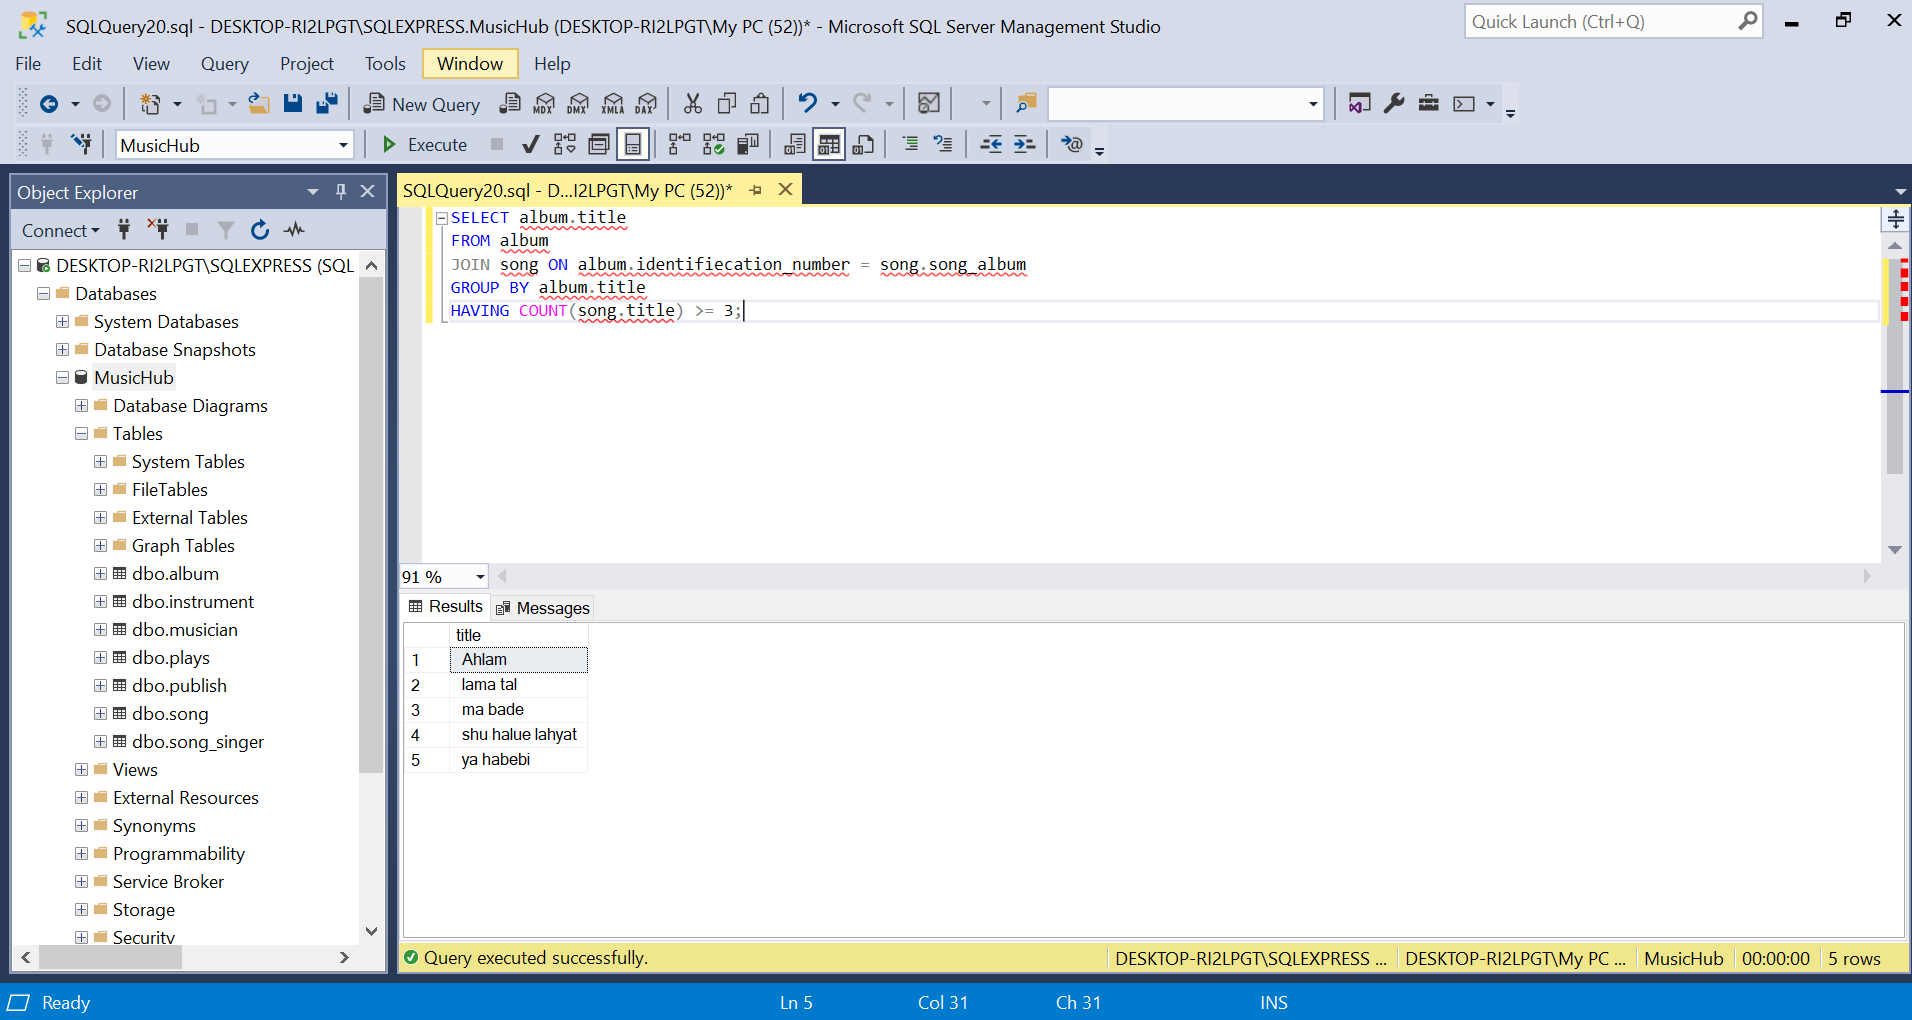 SQLQuery20.sql - DESKTOP-RI2LPGT\SQLEXPRESS.MusicHub (DESKTOP-RI2LPGT\My PC (52))* - Microsoft SQL Server Management Studio
Quick Launch (Ctrl+Q)
File Edit View Query Project Tools Window Help
New Query MDX DMX XMLA DAX
MusicHub Execute
Object Explorer
Connect
DESKTOP-RI2LPGT\SQLEXPRESS (SQL
Databases
System Databases
Database Snapshots
MusicHub
Database Diagrams
Tables
System Tables
FileTables
External Tables
Graph Tables
dbo.album
dbo.instrument
dbo.musician
dbo.plays
dbo.publish
dbo.song
dbo.song_singer
Views
External Resources
Synonyms
Programmability
Service Broker
Storage
Security
SQLQuery20.sql - D...I2LPGT\My PC (52))*
SELECT album.title
FROM album
JOIN song ON album.identifiecation_number = song.song_album
GROUP BY album.title
HAVING COUNT(song.title) >= 3;
91 %
Results Messages
title
1 Ahlam
2 lama tal
3 ma bade
4 shu halue lahyat
5 ya habebi
Query executed successfully. DESKTOP-RI2LPGT\SQLEXPRESS ... DESKTOP-RI2LPGT\My PC ... MusicHub 00:00:00 5 rows
Ready Ln 5 Col 31 Ch 31 INS